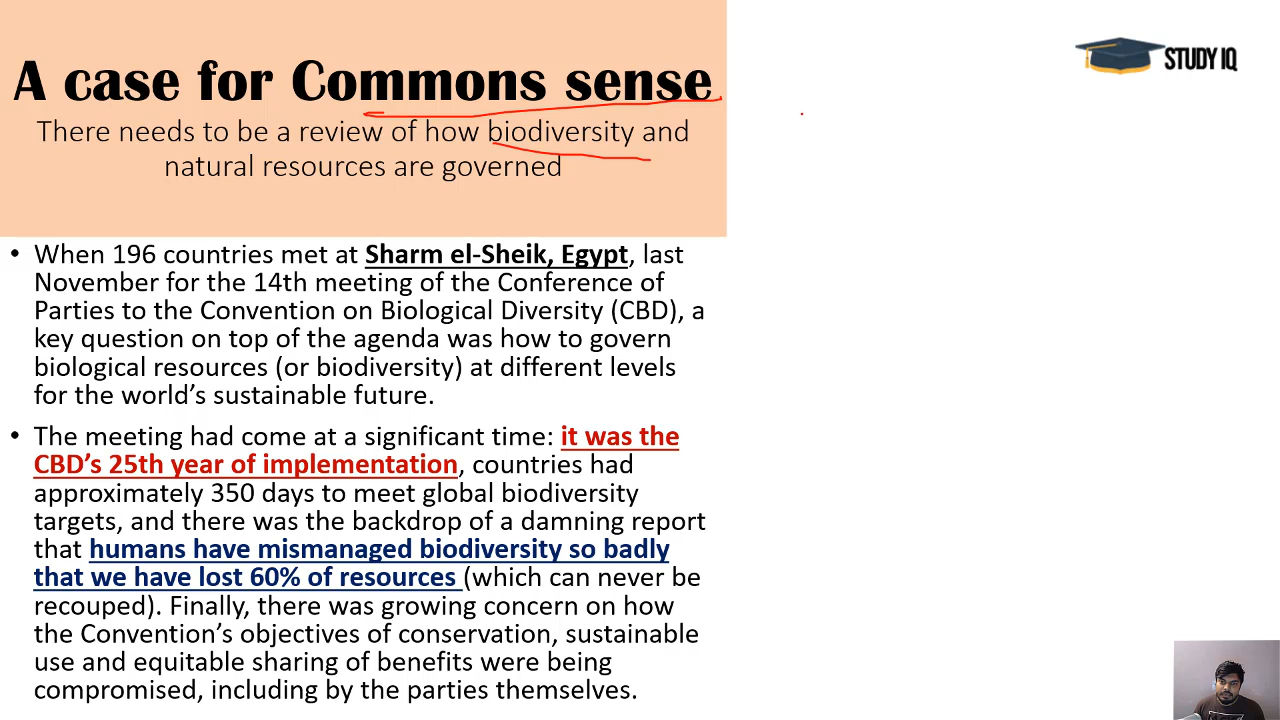 A case for Commons sense
There needs to be a review of how biodiversity and
natural resources are governed
STUDY IQ
• When 196 countries met at Sharm el-Sheik, Egypt, last
November for the 14th meeting of the Conference of
Parties to the Convention on Biological Diversity (CBD), a
key question on top of the agenda was how to govern
biological resources (or biodiversity) at different levels
for the world's sustainable future.
• The meeting had come at a significant time: it was the
CBD's 25th year of implementation, countries had
approximately 350 days to meet global biodiversity
targets, and there was the backdrop of a damning report
that humans have mismanaged biodiversity so badly
that we have lost 60% of resources (which can never be
recouped). Finally, there was growing concern on how
the Convention's objectives of conservation, sustainable
use and equitable sharing of benefits were being
compromised, including by the parties themselves.